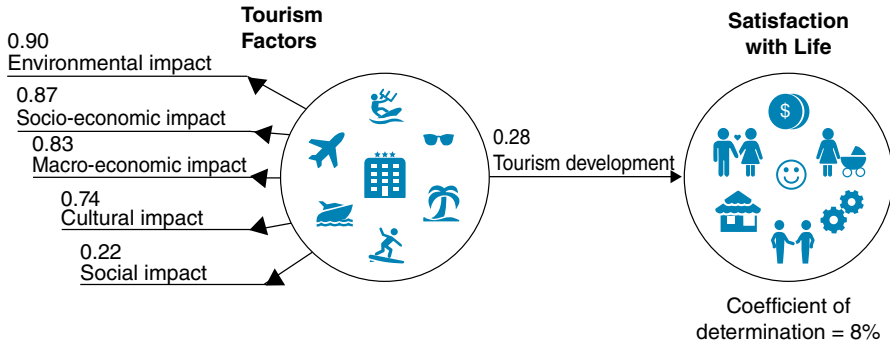 Tourism
Factors
0.90
Environmental impact
0.87
Socio-economic impact
0.83
Macro-economic impact
0.74
Cultural impact
0.22
Social impact
0.28
Tourism development
Satisfaction
with Life
$
Coefficient of
determination = 8%